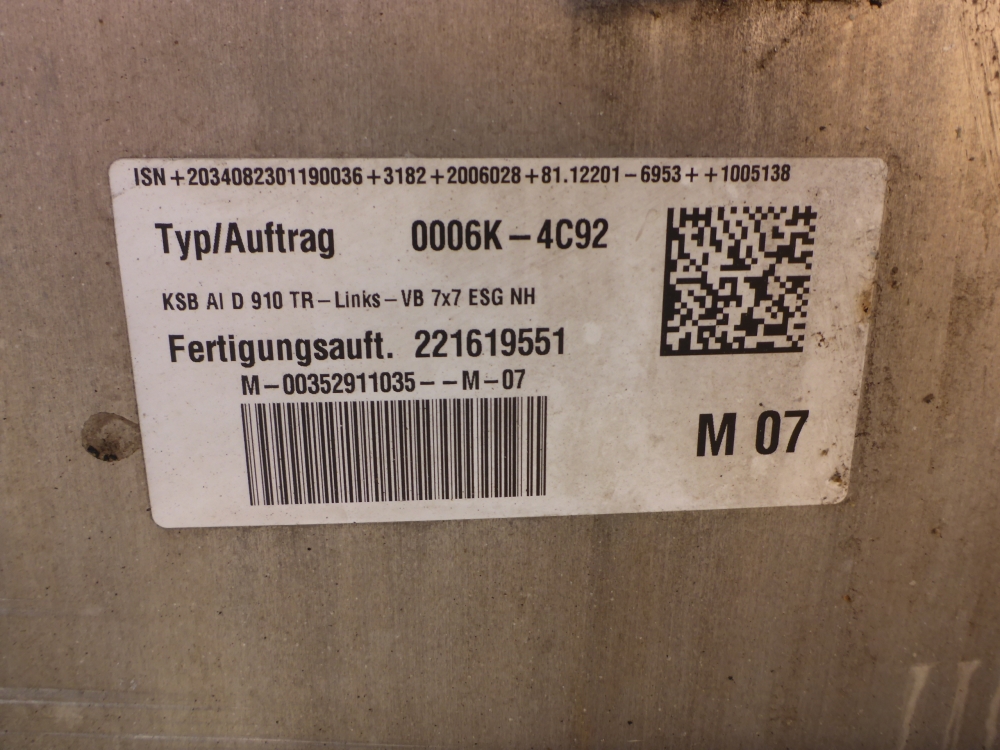 ISN+2034082301190036+3182+2006028+81.12201-6953++1005138
Typ/Auftrag 0006K-4C92
KSB Al D 910 TR-Links-VB 7x7 ESG NH
Fertigungsauft. 221619551
M-00352911035--M-07
M 07